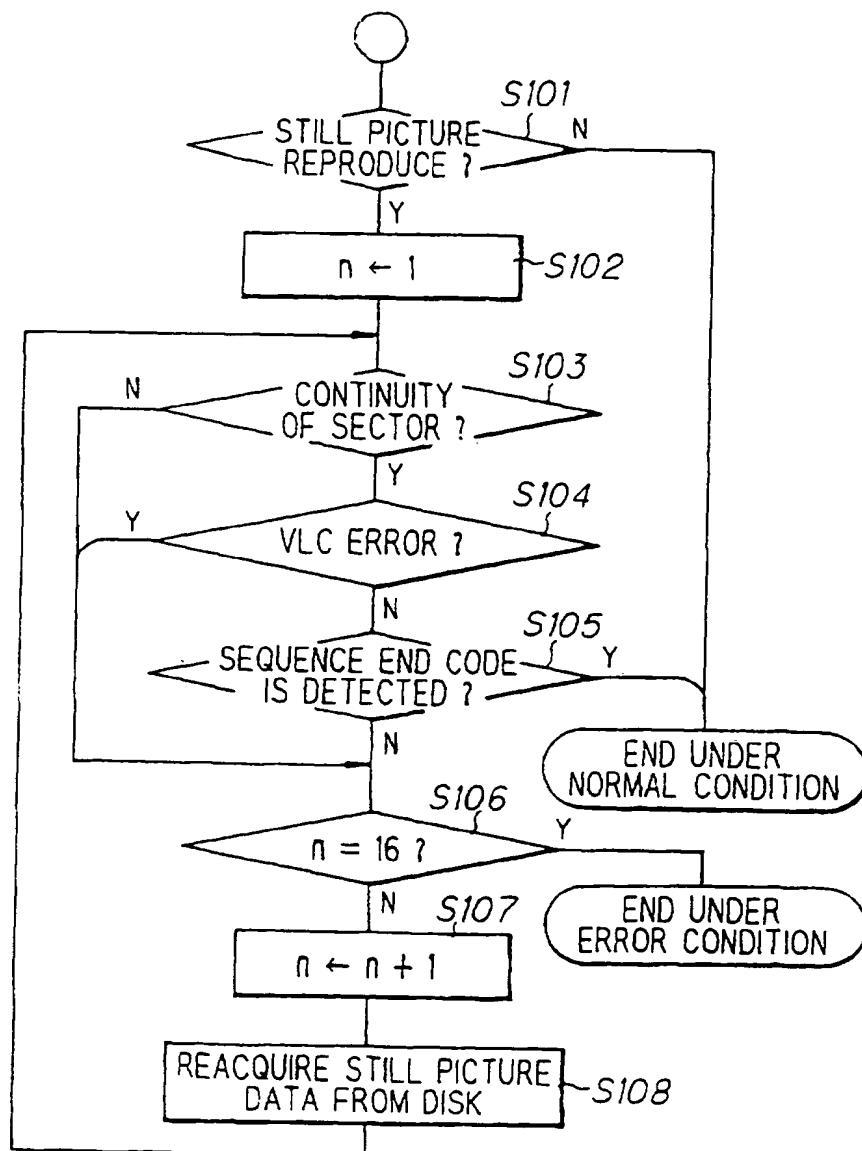 S101
STILL PICTURE
REPRODUCE ?
N
Y
n ← 1
S102
S103
N
CONTINUITY
OF SECTOR ?
Y
S104
Y
VLC ERROR ?
N
S105
SEQUENCE END CODE
IS DETECTED ?
Y
N
END UNDER
NORMAL CONDITION
S106
n = 16 ?
Y
N
END UNDER
ERROR CONDITION
S107
n ← n + 1
REACQUIRE STILL PICTURE
DATA FROM DISK
S108